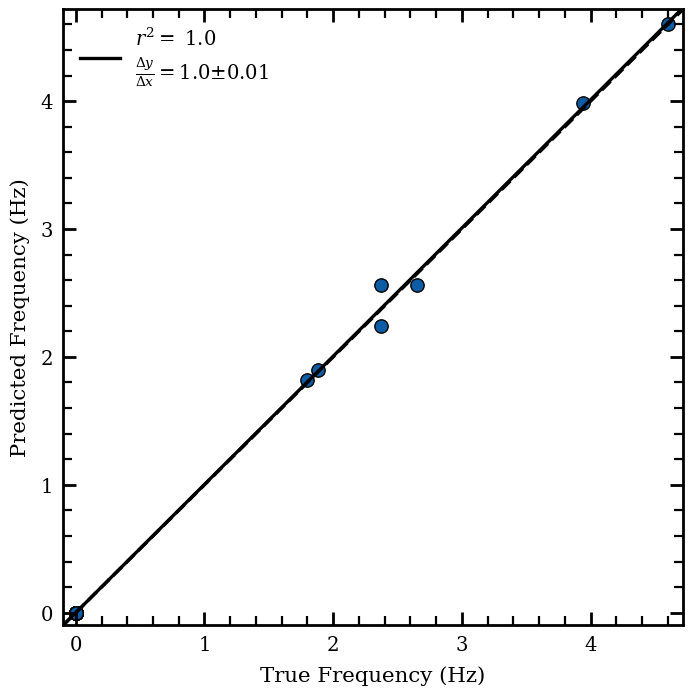 r² = 1.0
Δy/Δx = 1.0±0.01
Predicted Frequency (Hz)
4
3
2
1
0
0 1 2 3 4
True Frequency (Hz)